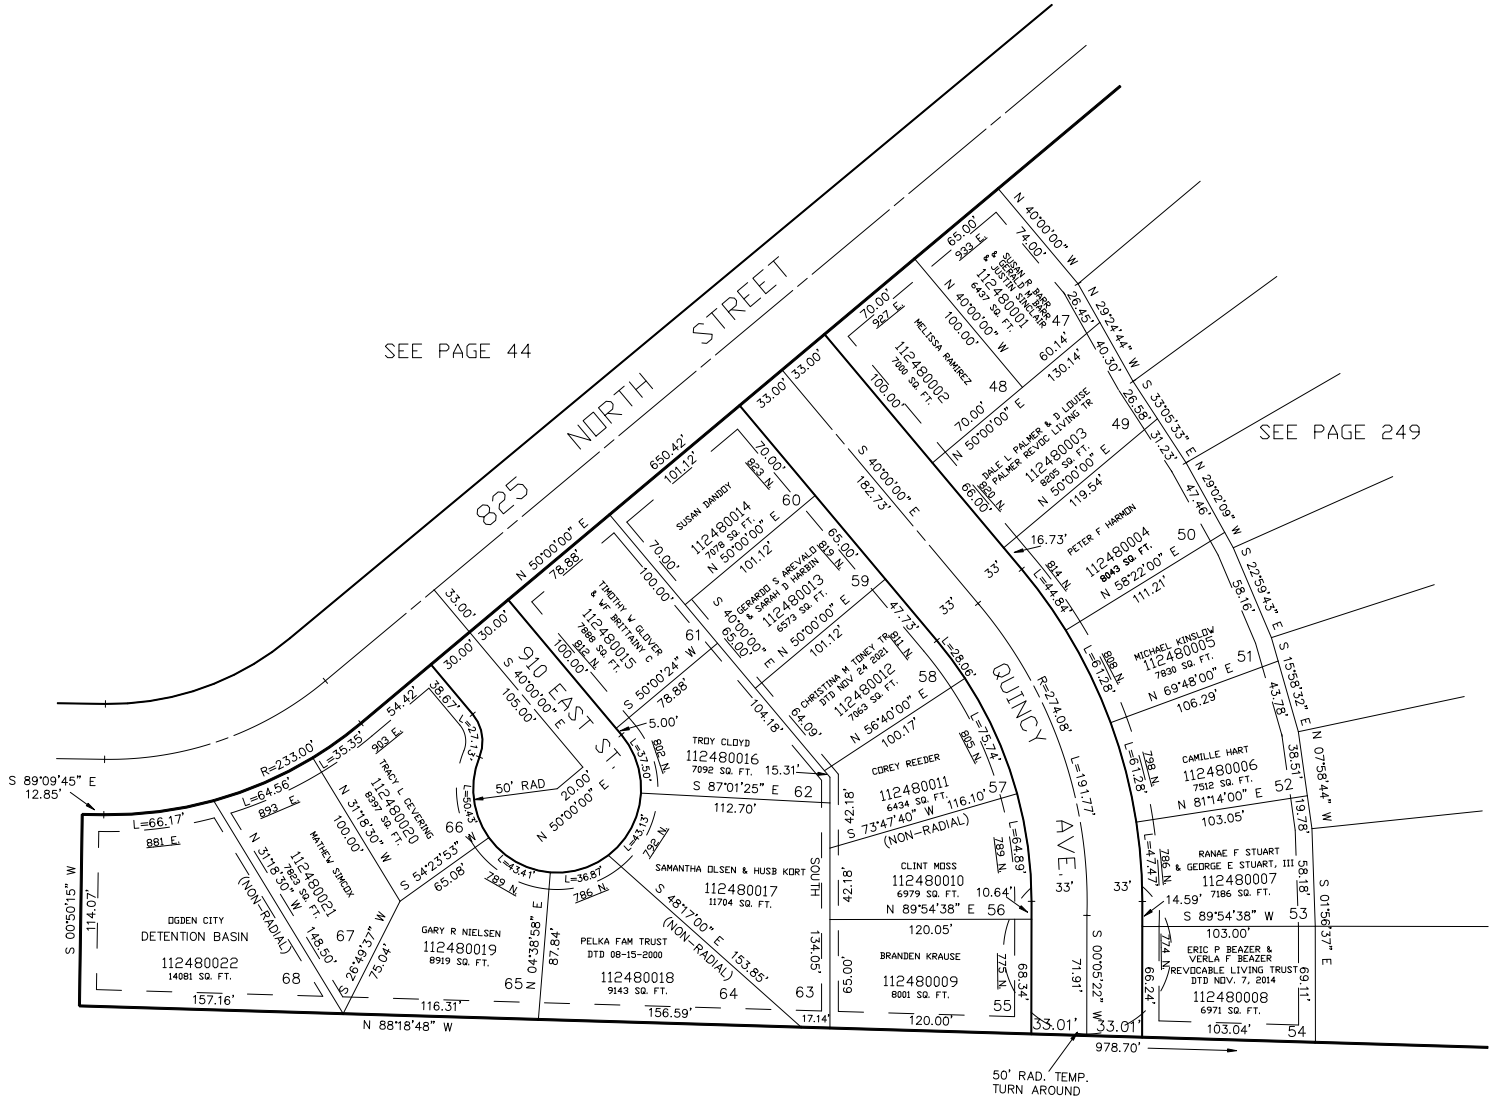 SEE PAGE 44
825 NORTH STREET
SEE PAGE 249
N 50°00'00" E
650.42'
101.12'
78.88'
33.00'
30.00'
30.00'
33.00'
33.00'
S 89°09'45" E
12.85'
R=233.00'
L=66.17'
881 E.
S 00°50'15" W
114.07'
OGDEN CITY
DETENTION BASIN
112480022
14081 SQ. FT.
157.16'
68
L=64.56'
893 E
N 31°18'30" W
(NON-RADIAL)
148.50'
MATHEW SIMCOX
112480021
7823 SQ. FT.
67
L=35.35'
54.42'
903 E.
38.67'
L=27.13'
N 31°18'30" W
100.00'
TRACY L GEVERING
112480020
8397 SQ. FT.
66
S 54°23'53" W
65.08'
L=50.43'
L=43.41'
789 N.
S 26°49'37" W
75.04'
GARY R NIELSEN
112480019
8919 SQ. FT.
65
116.31'
N 88°18'48" W
N 04°38'58" E
87.84'
L=36.87'
786 N.
PELKA FAM TRUST
DTD 08-15-2000
112480018
9143 SQ. FT.
64
156.59'
L=43.13'
792 N.
SAMANTHA OLSEN & HUSB KORT
112480017
11704 SQ. FT.
S 48°17'00" E
(NON-RADIAL)
153.85'
63
17.14'
SOUTH
134.05'
910 EAST ST.
S 40°00'00" E
105.00'
50' RAD
20.00'
N 50°00'00" E
5.00'
L=37.50'
802 N.
TROY CLOYD
112480016
7092 SQ. FT.
15.31'
S 87°01'25" E
112.70'
62
104.18'
TIMOTHY W GLOVER
& WF BRITTAINY C
112480015
7888 SQ. FT.
812 N.
100.00'
100.00'
61
S 50°00'24" W
78.88'
SUSAN DANDOY
112480014
7078 SQ. FT.
N 50°00'00" E
101.12'
70.00'
70.00'
823 N.
60
GERARDO S AREVALO
& SARAH D HARBIN
112480013
6573 SQ. FT.
S 40°00'00" E
65.00'
N 50°00'00" E
101.12'
65.00'
819 N.
59
CHRISTINA M TONEY TR
DTD NOV 24 2021
112480012
7063 SQ. FT.
64.09'
N 56°40'00" E
100.17'
47.73'
811 N.
L=28.06'
58
COREY REEDER
112480011
6434 SQ. FT.
116.10'
S 73°47'40" W
(NON-RADIAL)
42.18'
L=75.74'
805 N.
57
CLINT MOSS
112480010
6979 SQ. FT.
N 89°54'38" E
120.05'
42.18'
L=64.89'
789 N.
10.64'
56
BRANDEN KRAUSE
112480009
8001 SQ. FT.
65.00'
120.00'
775 N.
68.34'
55
QUINCY AVE.
S 40°00'00" E
182.73'
33'
33'
R=274.08'
L=191.77'
33'
33'
S 00°05'22" W
71.91'
33.01'
33.01'
978.70'
50' RAD. TEMP.
TURN AROUND
65.00'
933 E.
SUSAN R BARR
& GERALD M BARR
& JUSTIN SINCLAIR
112480001
6437 SQ. FT.
47
N 40°00'00" W
74.00'
26.45'
N 40°00'00" W
100.00'
60.14'
130.14'
70.00'
927 E.
MELISSA RAMIREZ
112480002
7000 SQ. FT.
100.00'
48
70.00'
N 50°00'00" E
N 29°24'44" W
40.30'
DALE L PALMER & D LOUISE
PALMER REVOC LIVING TR
112480003
8205 SQ. FT.
820 N.
66.00'
49
N 50°00'00" E
119.54'
26.58'
S 33°05'33" E
31.23'
PETER F HARMON
112480004
8043 SQ. FT.
16.73'
814 N.
L=44.84'
50
N 58°22'00" E
111.21'
N 29°02'09" W
47.46'
MICHAEL KINSLOW
112480005
7830 SQ. FT.
808 N.
L=61.28'
51
N 69°48'00" E
106.29'
S 22°59'43" E
58.16'
CAMILLE HART
112480006
7512 SQ. FT.
798 N.
L=61.28'
52
N 81°14'00" E
103.05'
S 15°58'32" E
43.78'
38.51'
N 07°58'44" W
19.78'
RANAE F STUART
& GEORGE E STUART, III
112480007
7186 SQ. FT.
786 N.
L=47.47
14.59'
53
S 89°54'38" W
103.00'
58.18'
S 01°56'37" E
ERIC P BEAZER &
VERLA F BEAZER
REVOCABLE LIVING TRUST
DTD NOV. 7, 2014
112480008
6971 SQ. FT.
774 N.
66.24'
69.11'
103.04'
54